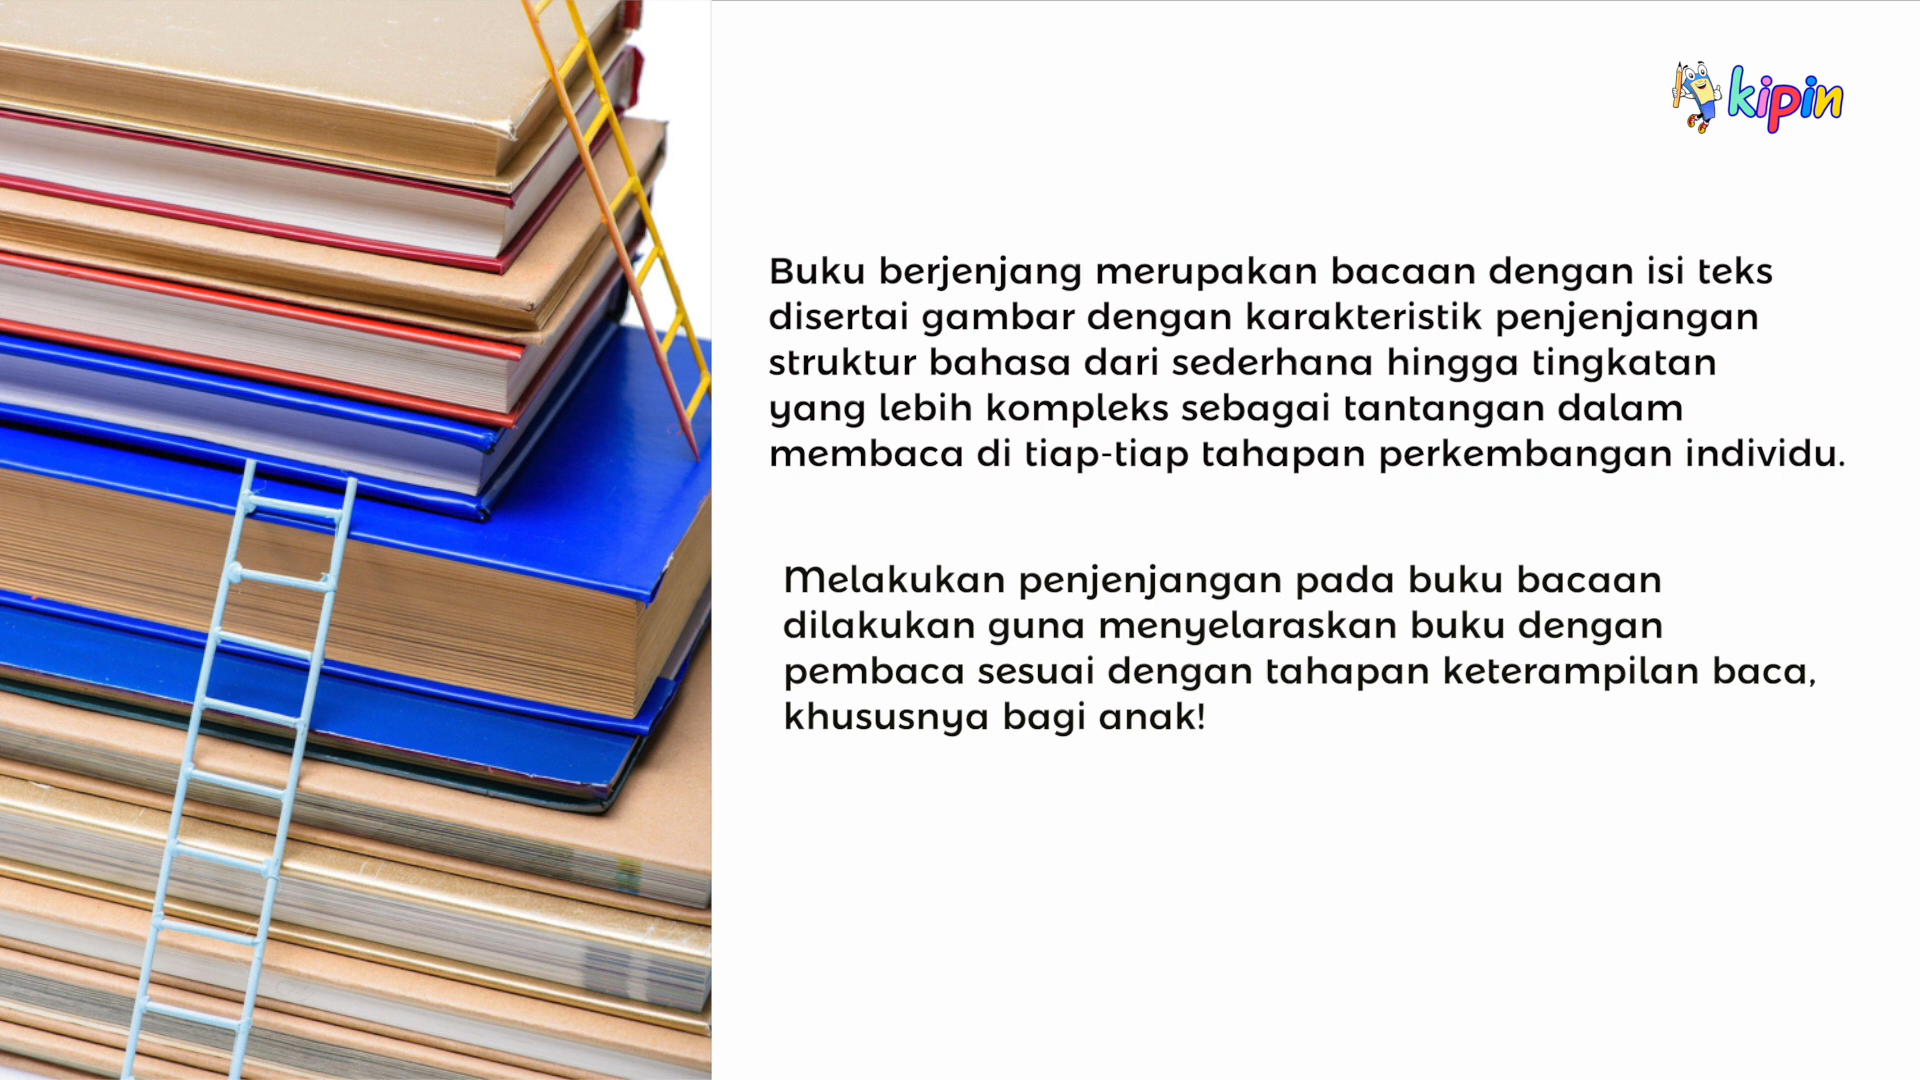 kipin
Buku berjenjang merupakan bacaan dengan isi teks
disertai gambar dengan karakteristik penjenjangan
struktur bahasa dari sederhana hingga tingkatan
yang lebih kompleks sebagai tantangan dalam
membaca di tiap-tiap tahapan perkembangan individu.
Melakukan penjenjangan pada buku bacaan
dilakukan guna menyelaraskan buku dengan
pembaca sesuai dengan tahapan keterampilan baca,
khususnya bagi anak!